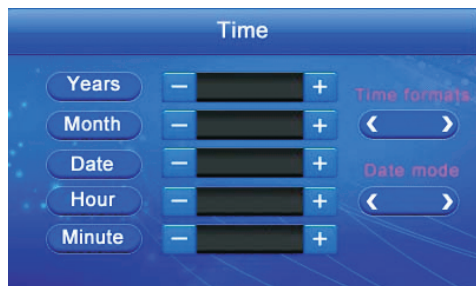 Time
Years − +
Time formats
Month − +
❮ ❯
Date − +
Date mode
Hour − +
❮ ❯
Minute − +